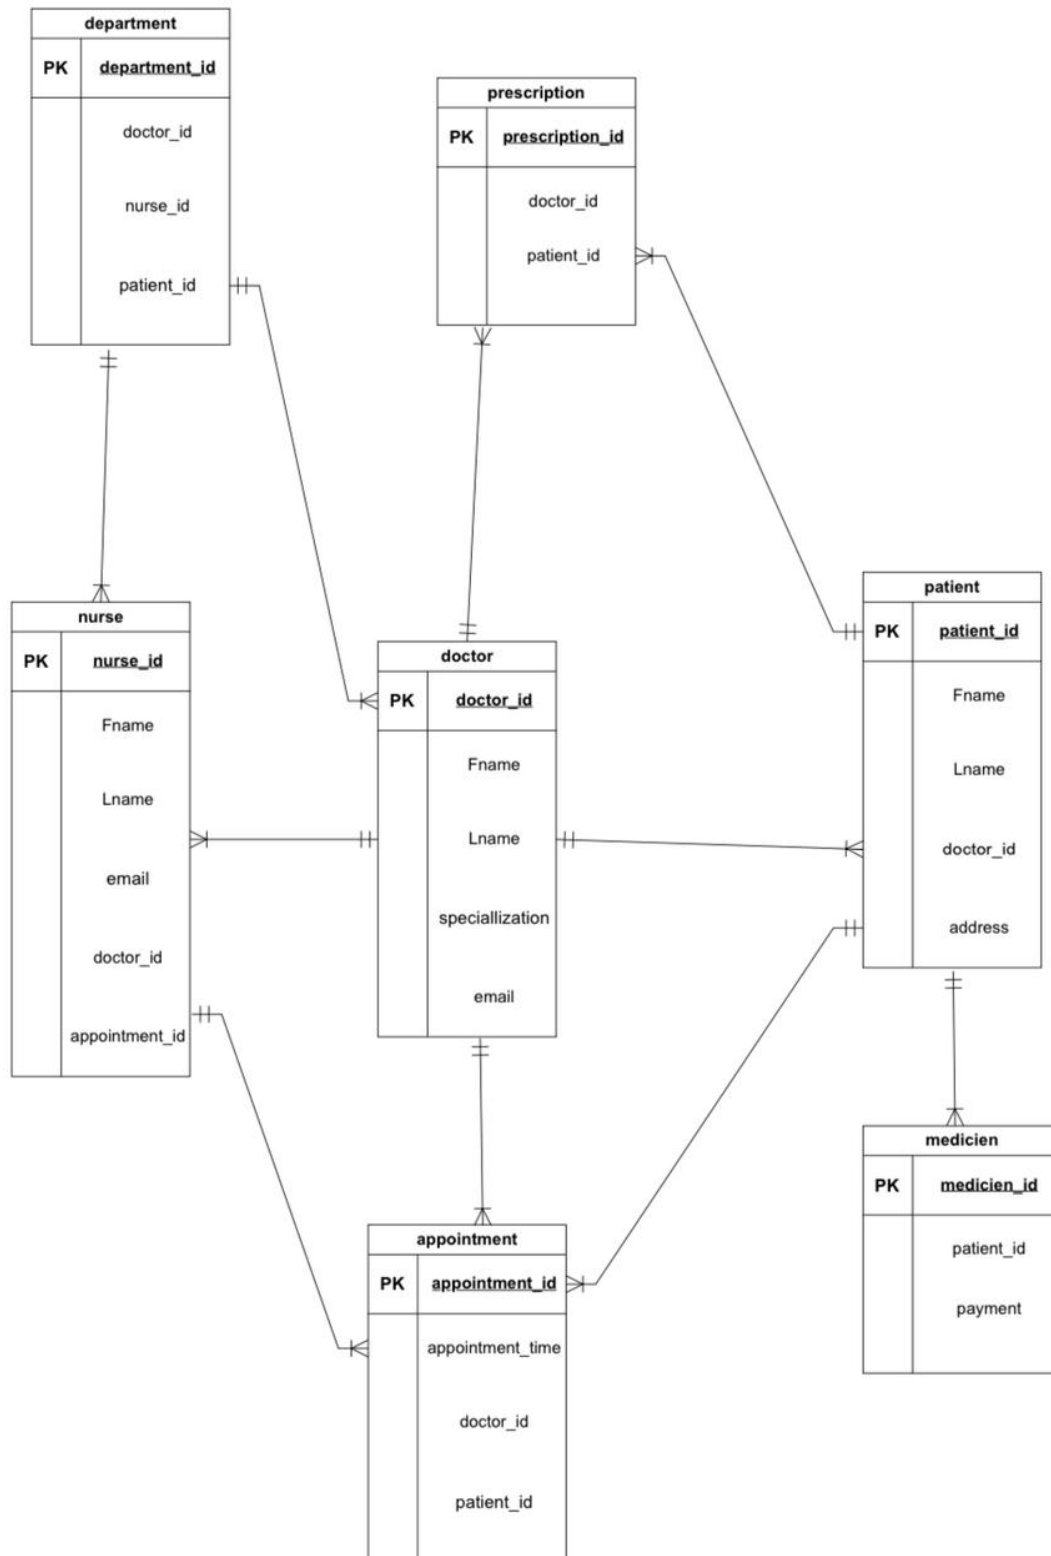 department
PK department_id
doctor_id
nurse_id
patient_id
prescription
PK prescription_id
doctor_id
patient_id
nurse
PK nurse_id
Fname
Lname
email
doctor_id
appointment_id
doctor
PK doctor_id
Fname
Lname
speciallization
email
patient
PK patient_id
Fname
Lname
doctor_id
address
appointment
PK appointment_id
appointment_time
doctor_id
patient_id
medicien
PK medicien_id
patient_id
payment